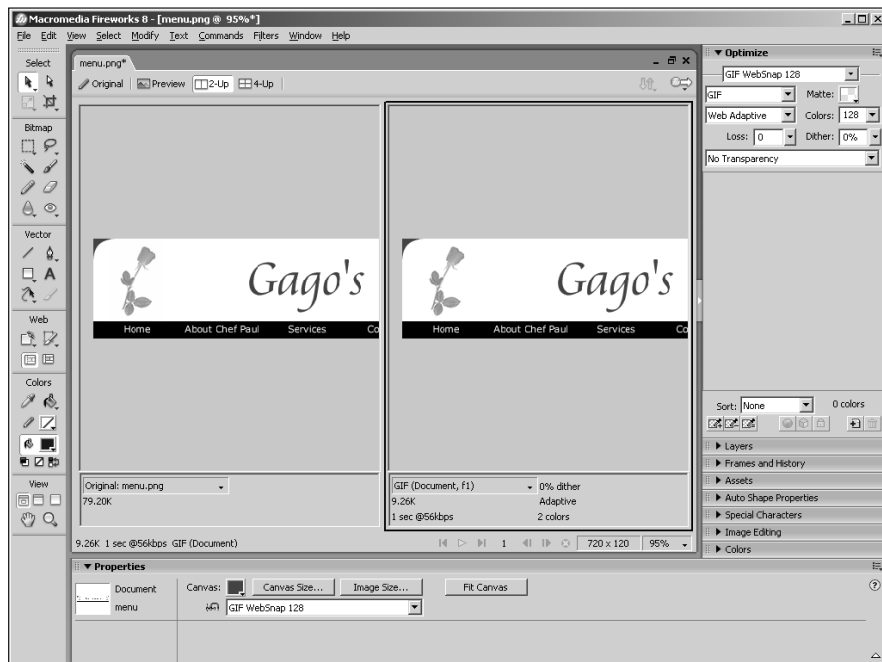 Macromedia Fireworks 8 - [menu.png @ 95%*]
File Edit View Select Modify Text Commands Filters Window Help
Select
Bitmap
Vector
Web
Colors
View
menu.png*
Original Preview 2-Up 4-Up
Gago's
Home About Chef Paul Services Co
Original: menu.png
79.20K
Gago's
Home About Chef Paul Services Co
GIF (Document, f1)
9.26K
1 sec @56kbps
0% dither
Adaptive
2 colors
9.26K 1 sec @56kbps GIF (Document)
1 720 x 120 95%
Optimize
GIF WebSnap 128
GIF Matte:
Web Adaptive Colors: 128
Loss: 0 Dither: 0%
No Transparency
Sort: None 0 colors
Layers
Frames and History
Assets
Auto Shape Properties
Special Characters
Image Editing
Colors
Properties
Document
menu
Canvas: Canvas Size... Image Size... Fit Canvas
GIF WebSnap 128